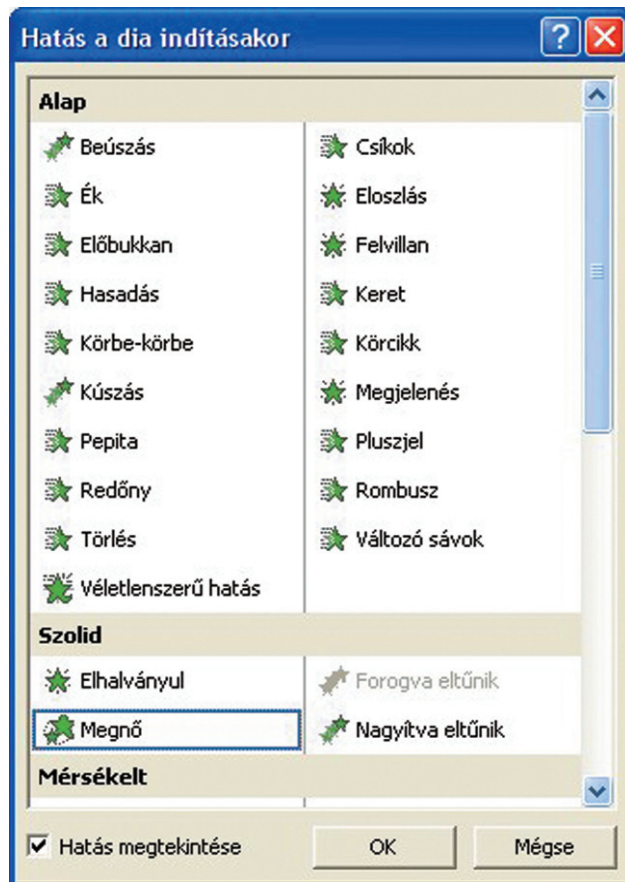 Hatás a dia indításakor
Alap
Beúszás Csíkok
Ék Eloszlás
Előbukkan Felvillan
Hasadás Keret
Körbe-körbe Körcikk
Kúszás Megjelenés
Pepita Pluszjel
Redőny Rombusz
Törlés Változó sávok
Véletlenszerű hatás
Szolid
Elhalványul Forogva eltűnik
Megnő Nagyítva eltűnik
Mérsékelt
Hatás megtekintése OK Mégse